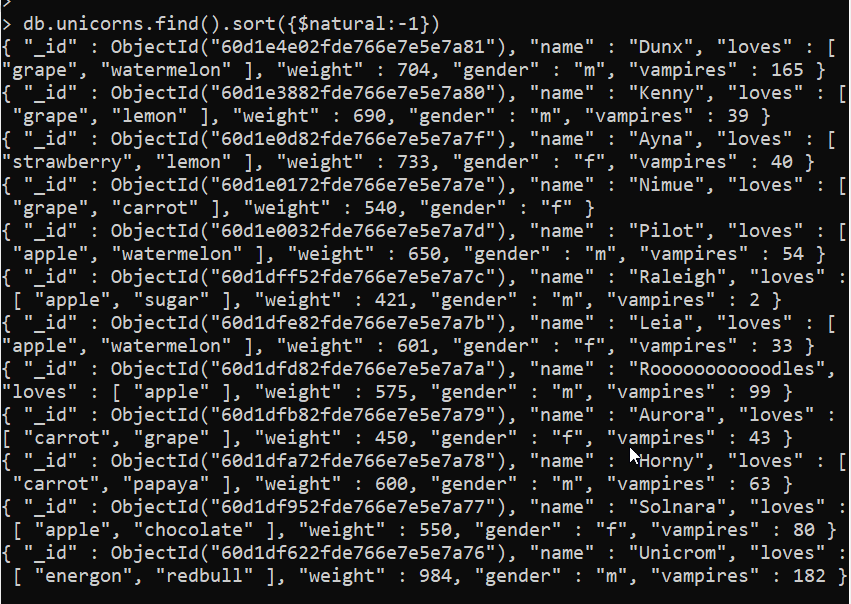 >
> db.unicorns.find().sort({$natural:-1})
{ "_id" : ObjectId("60d1e4e02fde766e7e5e7a81"), "name" : "Dunx", "loves" : [
"grape", "watermelon" ], "weight" : 704, "gender" : "m", "vampires" : 165 }
{ "_id" : ObjectId("60d1e3882fde766e7e5e7a80"), "name" : "Kenny", "loves" : [
"grape", "lemon" ], "weight" : 690, "gender" : "m", "vampires" : 39 }
{ "_id" : ObjectId("60d1e0d82fde766e7e5e7a7f"), "name" : "Ayna", "loves" : [
"strawberry", "lemon" ], "weight" : 733, "gender" : "f", "vampires" : 40 }
{ "_id" : ObjectId("60d1e0172fde766e7e5e7a7e"), "name" : "Nimue", "loves" : [
"grape", "carrot" ], "weight" : 540, "gender" : "f" }
{ "_id" : ObjectId("60d1e0032fde766e7e5e7a7d"), "name" : "Pilot", "loves" : [
"apple", "watermelon" ], "weight" : 650, "gender" : "m", "vampires" : 54 }
{ "_id" : ObjectId("60d1dff52fde766e7e5e7a7c"), "name" : "Raleigh", "loves" :
[ "apple", "sugar" ], "weight" : 421, "gender" : "m", "vampires" : 2 }
{ "_id" : ObjectId("60d1dfe82fde766e7e5e7a7b"), "name" : "Leia", "loves" : [
"apple", "watermelon" ], "weight" : 601, "gender" : "f", "vampires" : 33 }
{ "_id" : ObjectId("60d1dfd82fde766e7e5e7a7a"), "name" : "Roooooooooodles",
"loves" : [ "apple" ], "weight" : 575, "gender" : "m", "vampires" : 99 }
{ "_id" : ObjectId("60d1dfb82fde766e7e5e7a79"), "name" : "Aurora", "loves" :
[ "carrot", "grape" ], "weight" : 450, "gender" : "f", "vampires" : 43 }
{ "_id" : ObjectId("60d1dfa72fde766e7e5e7a78"), "name" : "Horny", "loves" : [
"carrot", "papaya" ], "weight" : 600, "gender" : "m", "vampires" : 63 }
{ "_id" : ObjectId("60d1df952fde766e7e5e7a77"), "name" : "Solnara", "loves" :
[ "apple", "chocolate" ], "weight" : 550, "gender" : "f", "vampires" : 80 }
{ "_id" : ObjectId("60d1df622fde766e7e5e7a76"), "name" : "Unicrom", "loves" :
[ "energon", "redbull" ], "weight" : 984, "gender" : "m", "vampires" : 182 }